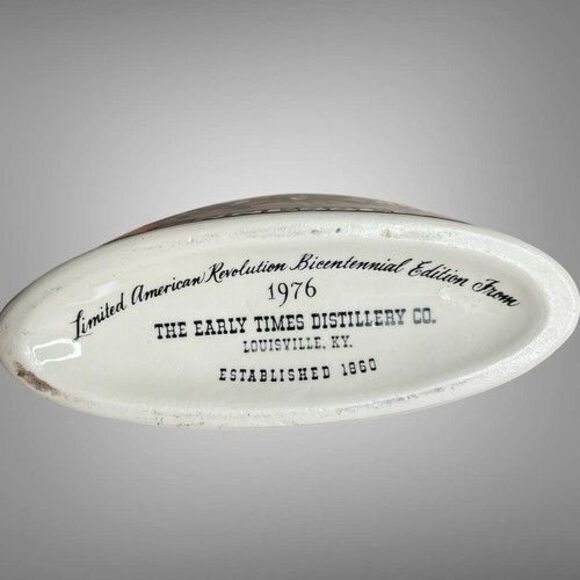 Limited American Revolution Bicentennial Edition From
1976
THE EARLY TIMES DISTILLERY CO.
LOUISVILLE, KY.
ESTABLISHED 1860